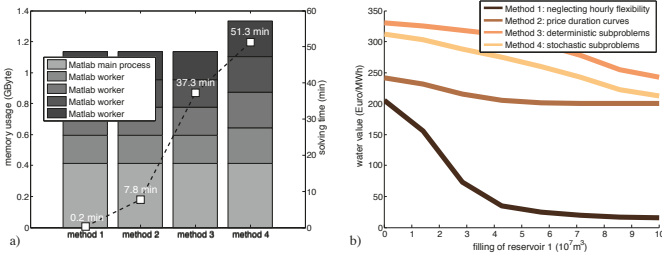 1.4
1.2
1
0.8
0.6
0.4
0.2
0
memory usage (GByte)
Matlab main process
Matlab worker
Matlab worker
Matlab worker
Matlab worker
0.2 min
7.8 min
37.3 min
51.3 min
method 1
method 2
method 3
method 4
60
50
40
30
20
10
0
solving time (min)
a)
350
300
250
200
150
100
50
0
water value (Euro/MWh)
Method 1: neglecting hourly flexibility
Method 2: price duration curves
Method 3: deterministic subproblems
Method 4: stochastic subproblems
0 1 2 3 4 5 6 7 8 9 10
filling of reservoir 1 (10⁷m³)
b)